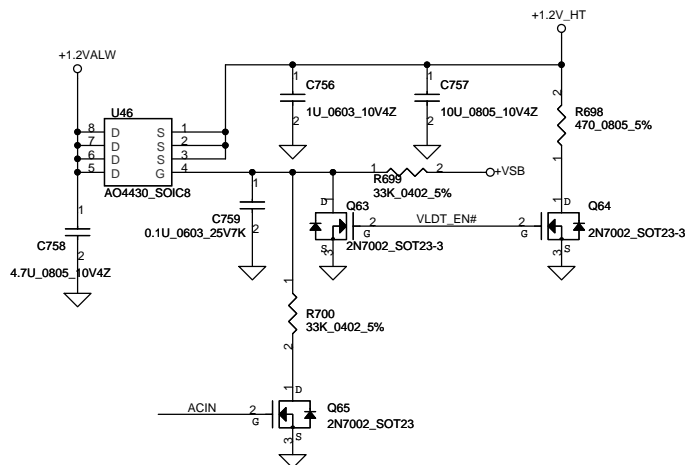 +1.2V_HT
+1.2VALW
1 C756
1U_0603_10V4Z
2
1 C757
10U_0805_10V4Z
2
2
R698
470_0805_5%
1
U46
8 D S 1
7 D S 2
6 D S 3
5 D G 4
AO4430_SOIC8
1 R699 2 +VSB
33K_0402_5%
1
C759
0.1U_0603_25V7K
2
1
C758
2
4.7U_0805_10V4Z
1 D Q63
2 G
2N7002_SOT23-3
S 3
VLDT_EN#
1 D Q64
2 G
2N7002_SOT23-3
S 3
1
R700
33K_0402_5%
2
ACIN
1 D
2 G
Q65
2N7002_SOT23
3 S